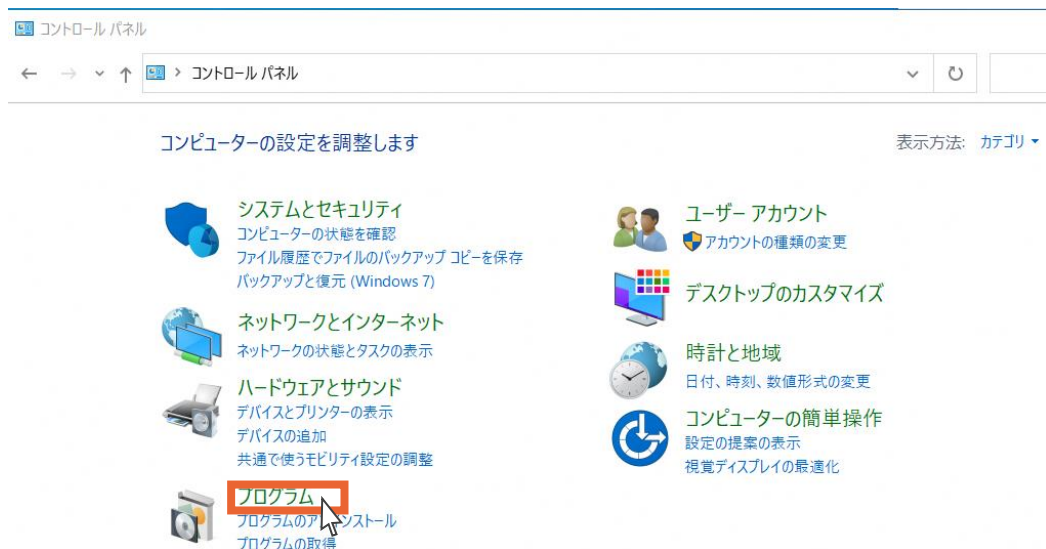 コントロール パネル
コントロール パネル
コンピューターの設定を調整します
表示方法: カテゴリ
システムとセキュリティ
コンピューターの状態を確認
ファイル履歴でファイルのバックアップ コピーを保存
バックアップと復元 (Windows 7)
ネットワークとインターネット
ネットワークの状態とタスクの表示
ハードウェアとサウンド
デバイスとプリンターの表示
デバイスの追加
共通で使うモビリティ設定の調整
プログラム
プログラムのアンインストール
プログラムの取得
ユーザー アカウント
アカウントの種類の変更
デスクトップのカスタマイズ
時計と地域
日付、時刻、数値形式の変更
コンピューターの簡単操作
設定の提案の表示
視覚ディスプレイの最適化